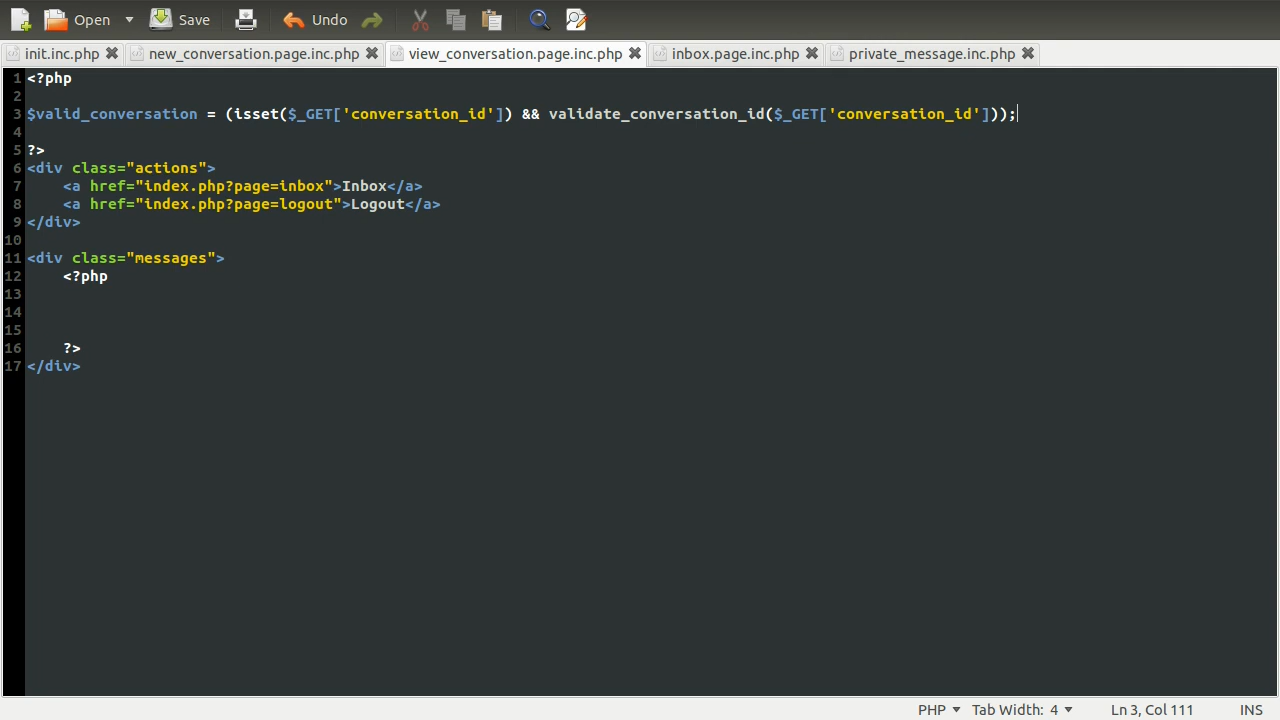 Open Save Undo
init.inc.php new_conversation.page.inc.php view_conversation.page.inc.php inbox.page.inc.php private_message.inc.php
1 <?php
2
3 $valid_conversation = (isset($_GET['conversation_id']) && validate_conversation_id($_GET['conversation_id']));
4
5 ?>
6 <div class="actions">
7     <a href="index.php?page=inbox">Inbox</a>
8     <a href="index.php?page=logout">Logout</a>
9 </div>
10
11 <div class="messages">
12     <?php
13
14
15
16     ?>
17 </div>
PHP Tab Width: 4 Ln 3, Col 111 INS